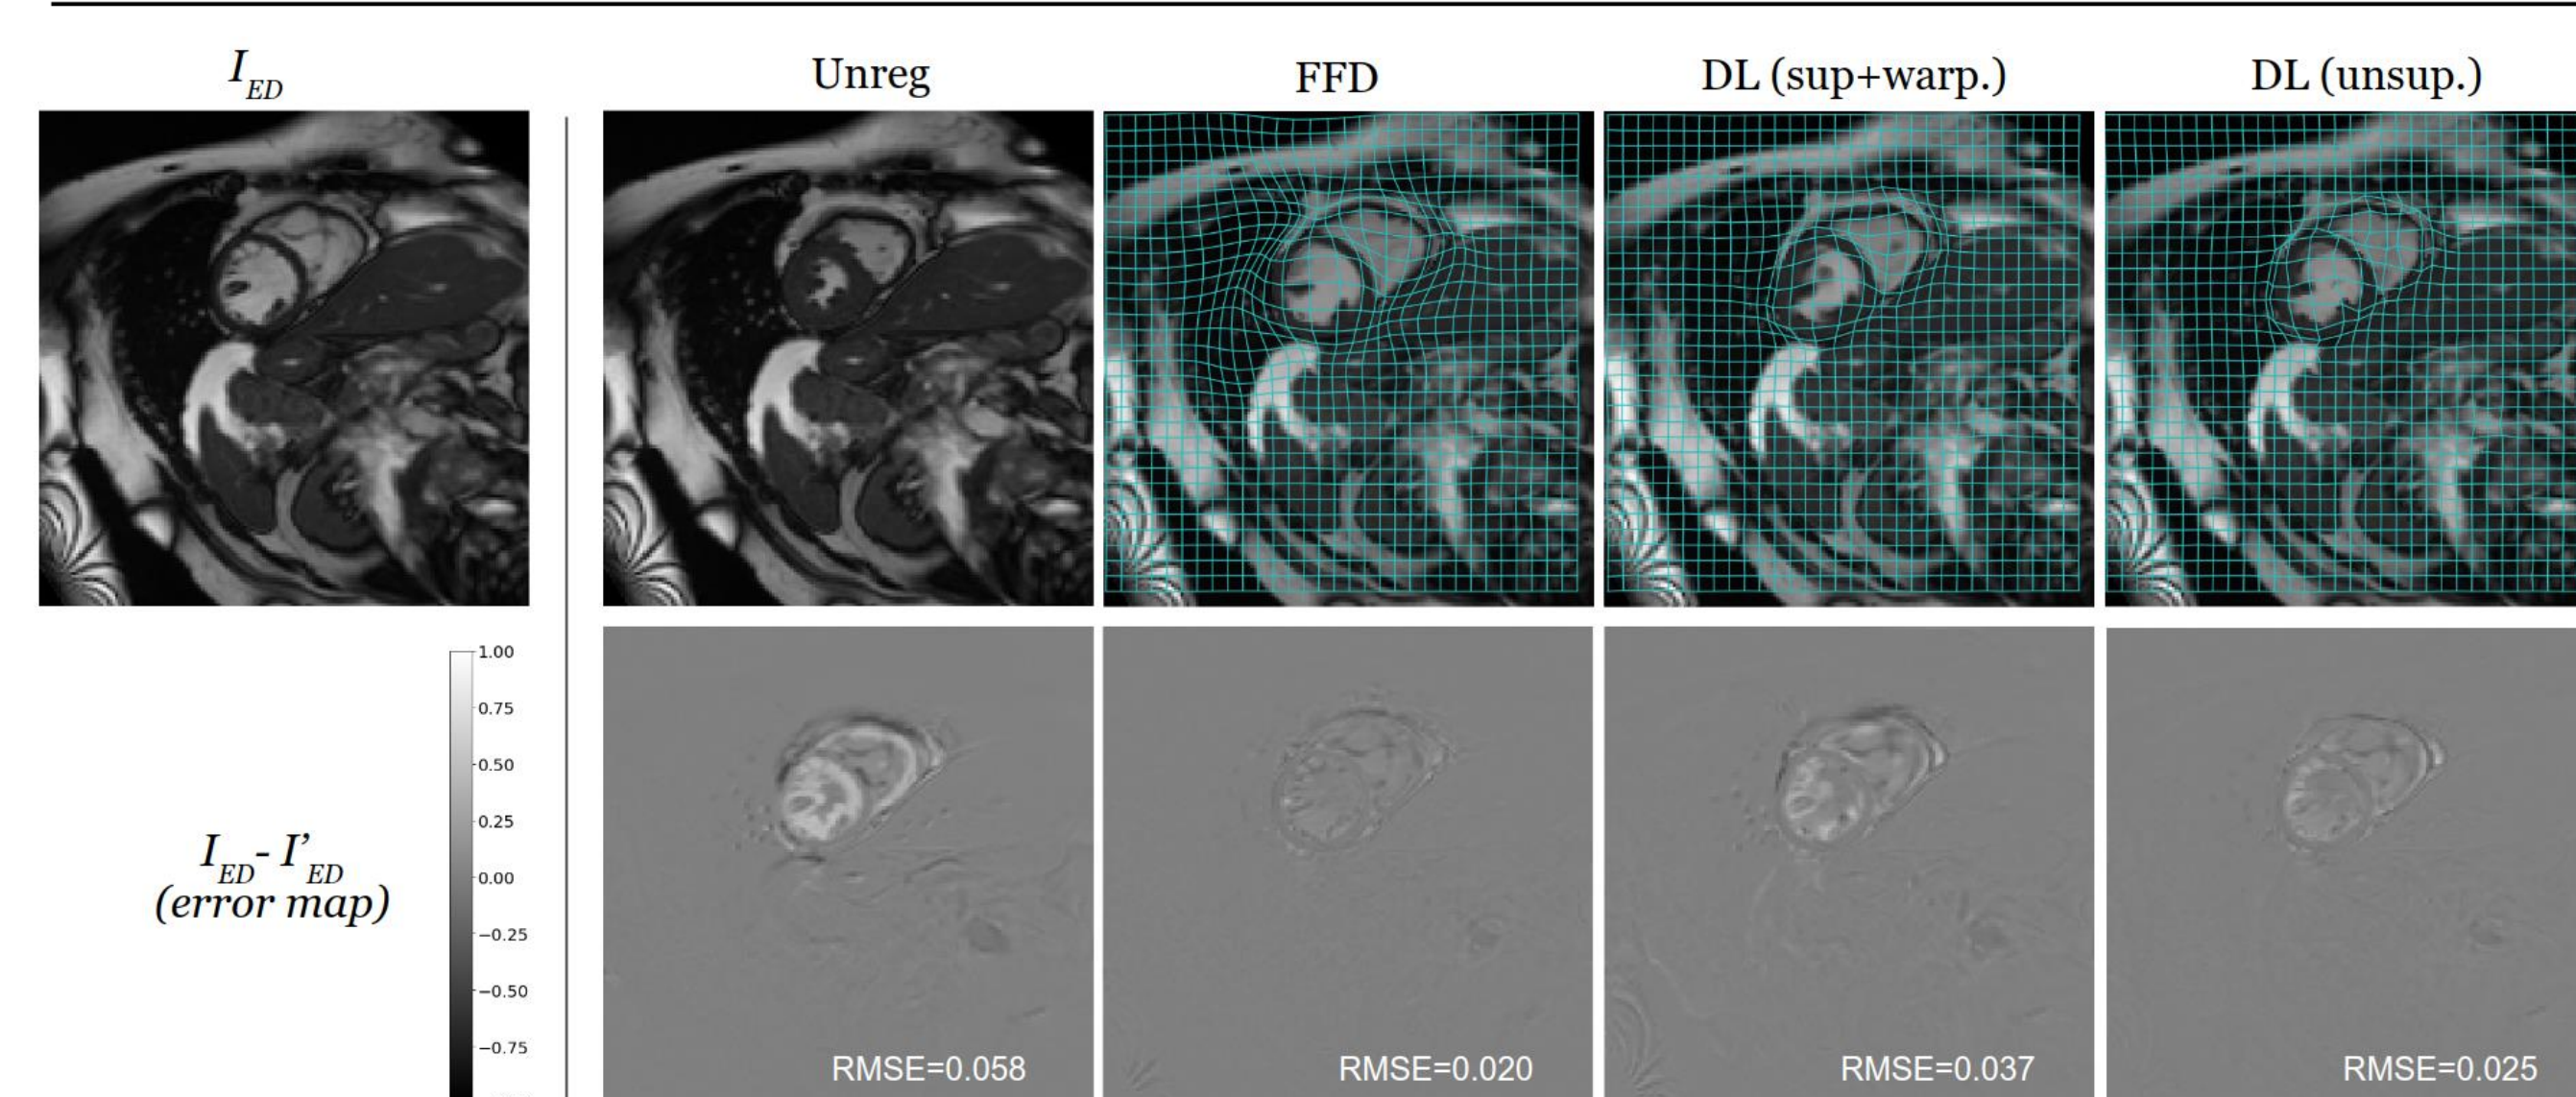 I_ED
Unreg
FFD
DL (sup+warp.)
DL (unsup.)
1.00
0.75
0.50
0.25
0.00
−0.25
−0.50
−0.75
I_ED - I'_ED
(error map)
RMSE=0.058
RMSE=0.020
RMSE=0.037
RMSE=0.025